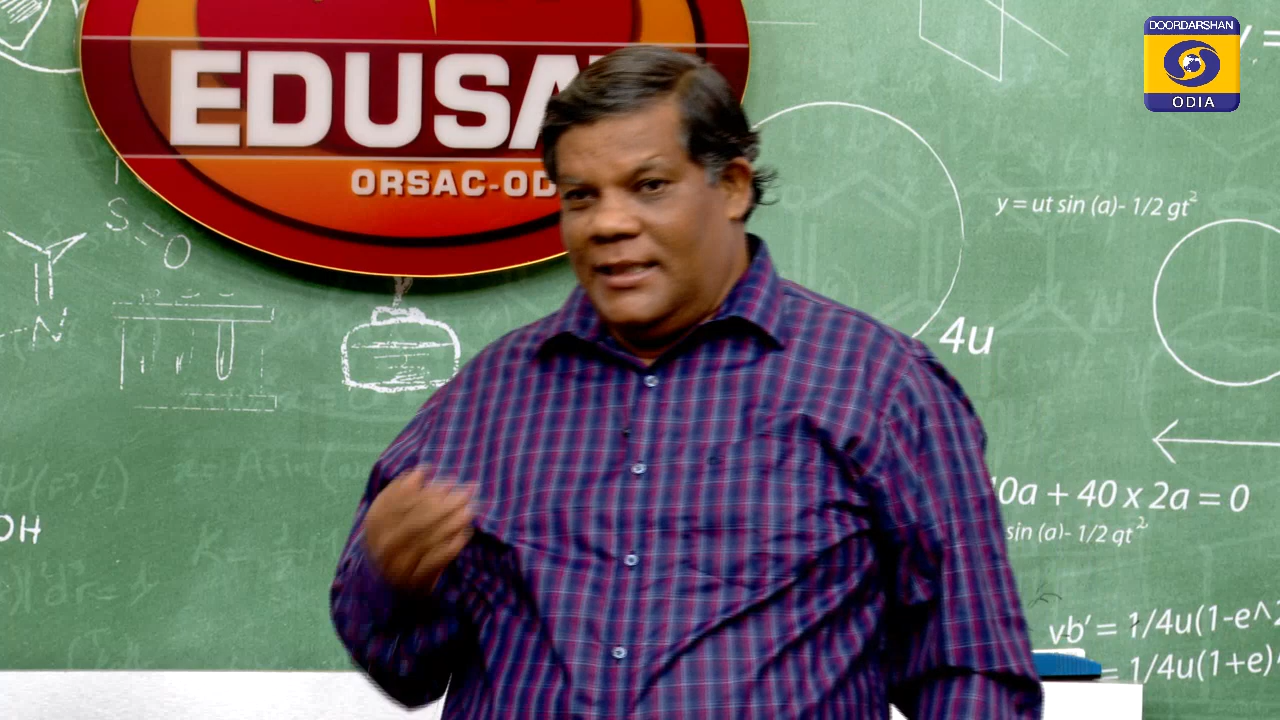 DOORDARSHAN
ODIA
y =
EDUSA
ORSAC-OD
S=O
y = ut sin (a)- 1/2 gt²
N
4u
0a + 40 x 2a = 0
sin (a)- 1/2 gt²
OH
vb' = 1/4u(1-e^2
= 1/4u(1+e)